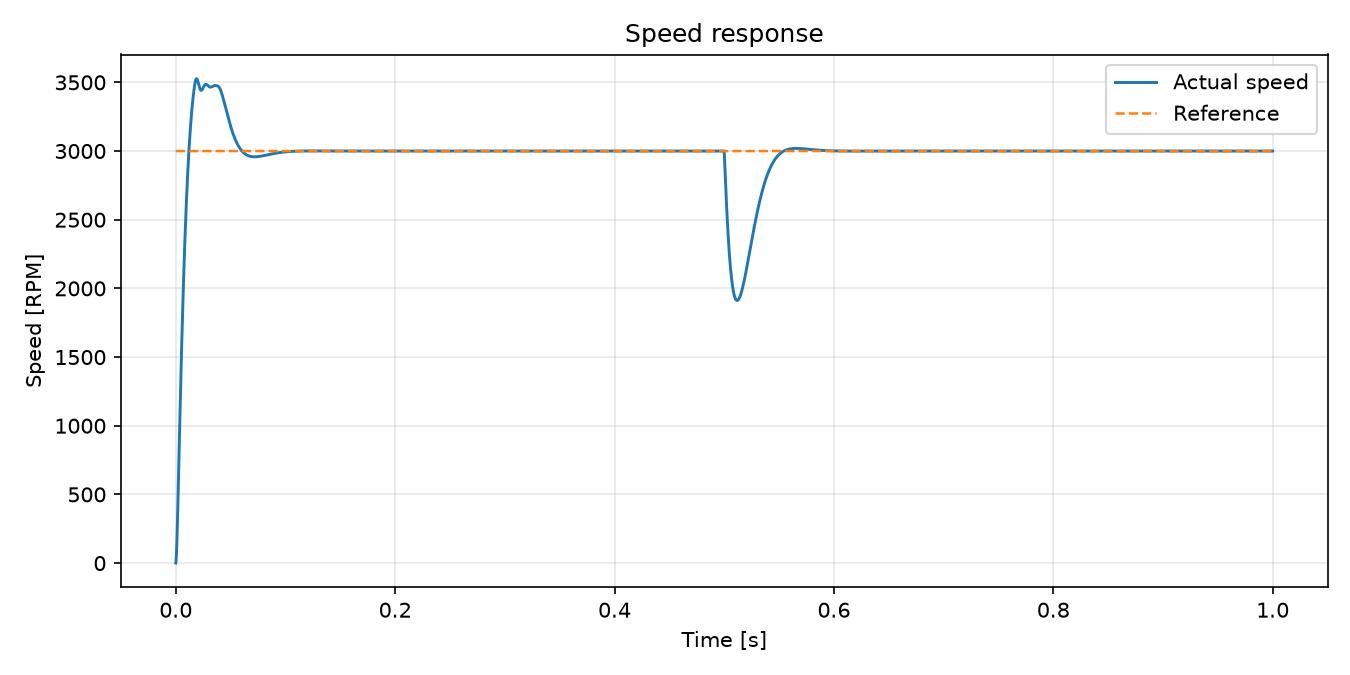 Speed response
Actual speed
Reference
Speed [RPM]
3500
3000
2500
2000
1500
1000
500
0
0.0 0.2 0.4 0.6 0.8 1.0
Time [s]